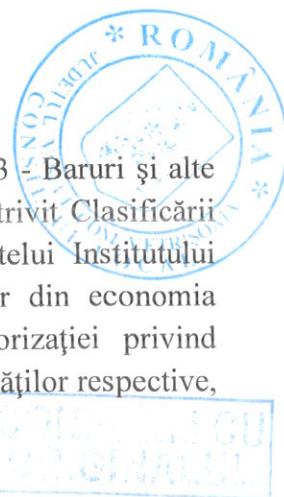 ROMÂNIA
3 - Baruri şi alte
trivit Clasificării
telui Institutului
r din economia
orizaţiei privind
ăţilor respective,